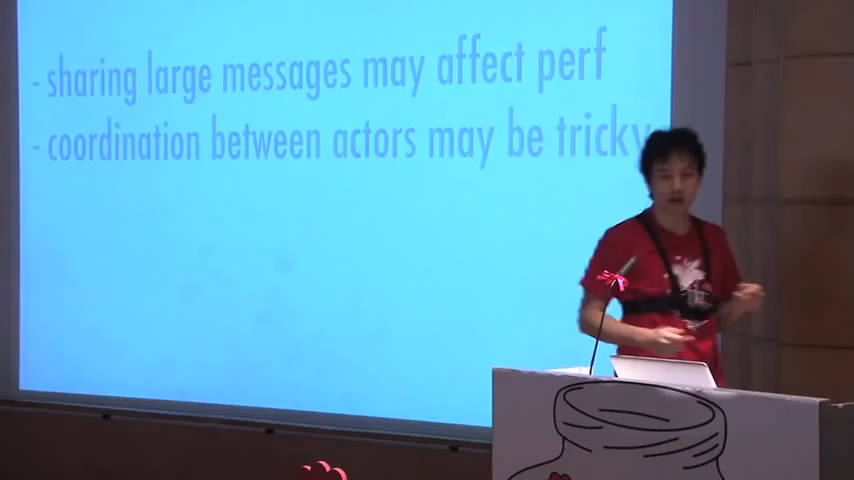 - sharing large messages may affect perf
- coordination between actors may be tricky